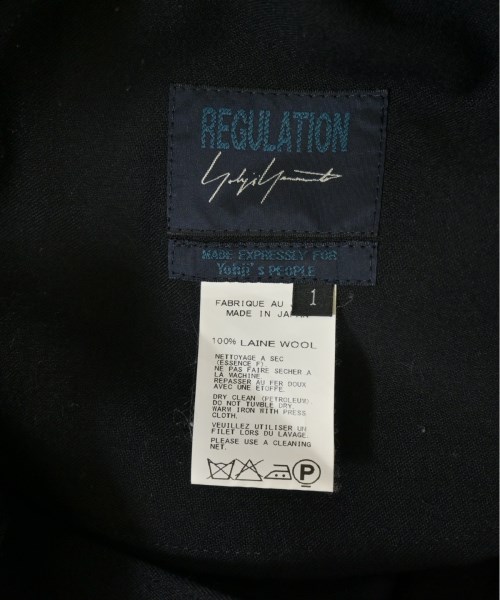 REGULATION
Yohji Yamamoto
MADE EXPRESSLY FOR
Yohji's PEOPLE
1
FABRIQUE AU
MADE IN JAPAN
100% LAINE WOOL
NETTOYAGE A SEC
(ESSENCE F)
NE PAS FAIRE SECHER A
LA MACHINE.
REPASSER AU FER DOUX
AVEC UNE ETOFFE.
DRY CLEAN (PETROLEUM)
DO NOT TUMBLE DRY
WARM IRON WITH PRESS
CLOTH.
VEUILLEZ UTILISER UN
FILET LORS DU LAVAGE.
PLEASE USE A CLEANING
NET.
P